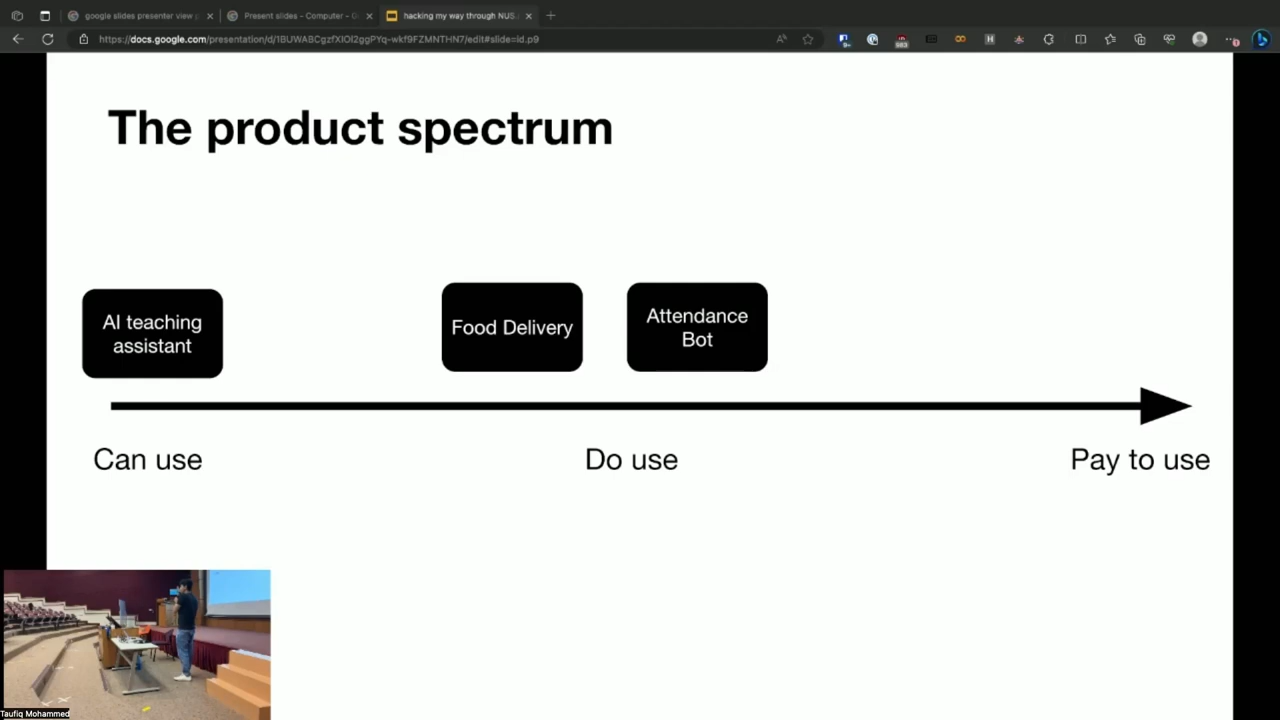 google slides presenter view
Present slides - Computer - D
hacking my way through NUS
https://docs.google.com/presentation/d/1BUWABCgzfXIOI2ggPYq-wkf9FZMNTHN7/edit#slide=id.p9
The product spectrum
AI teaching
assistant
Food Delivery
Attendance
Bot
Can use
Do use
Pay to use
Taufiq Mohammed